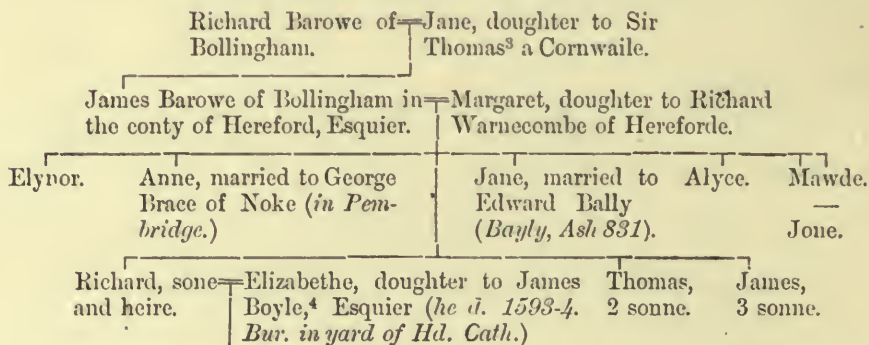 Richard Barowe of Bollingham.
Jane, doughter to Sir Thomas³ a Cornwaile.
James Barowe of Bollingham in
the conty of Hereford, Esquier.
Margaret, doughter to Richard
Warnecombe of Hereforde.
Elynor.
Anne, married to George
Brace of Noke (in Pem-
bridge.)
Jane, married to
Edward Bally
(Bayly, Ash 831).
Alyce.
Mawde.
—
Jone.
Richard, sone
and heire.
Elizabethe, doughter to James
Boyle,⁴ Esquier (he d. 1593-4.
Bur. in yard of Hd. Cath.)
Thomas,
2 sonne.
James,
3 sonne.